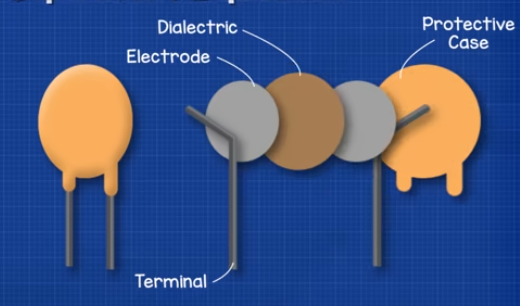 Dialectric
Electrode
Protective
Case
Terminal